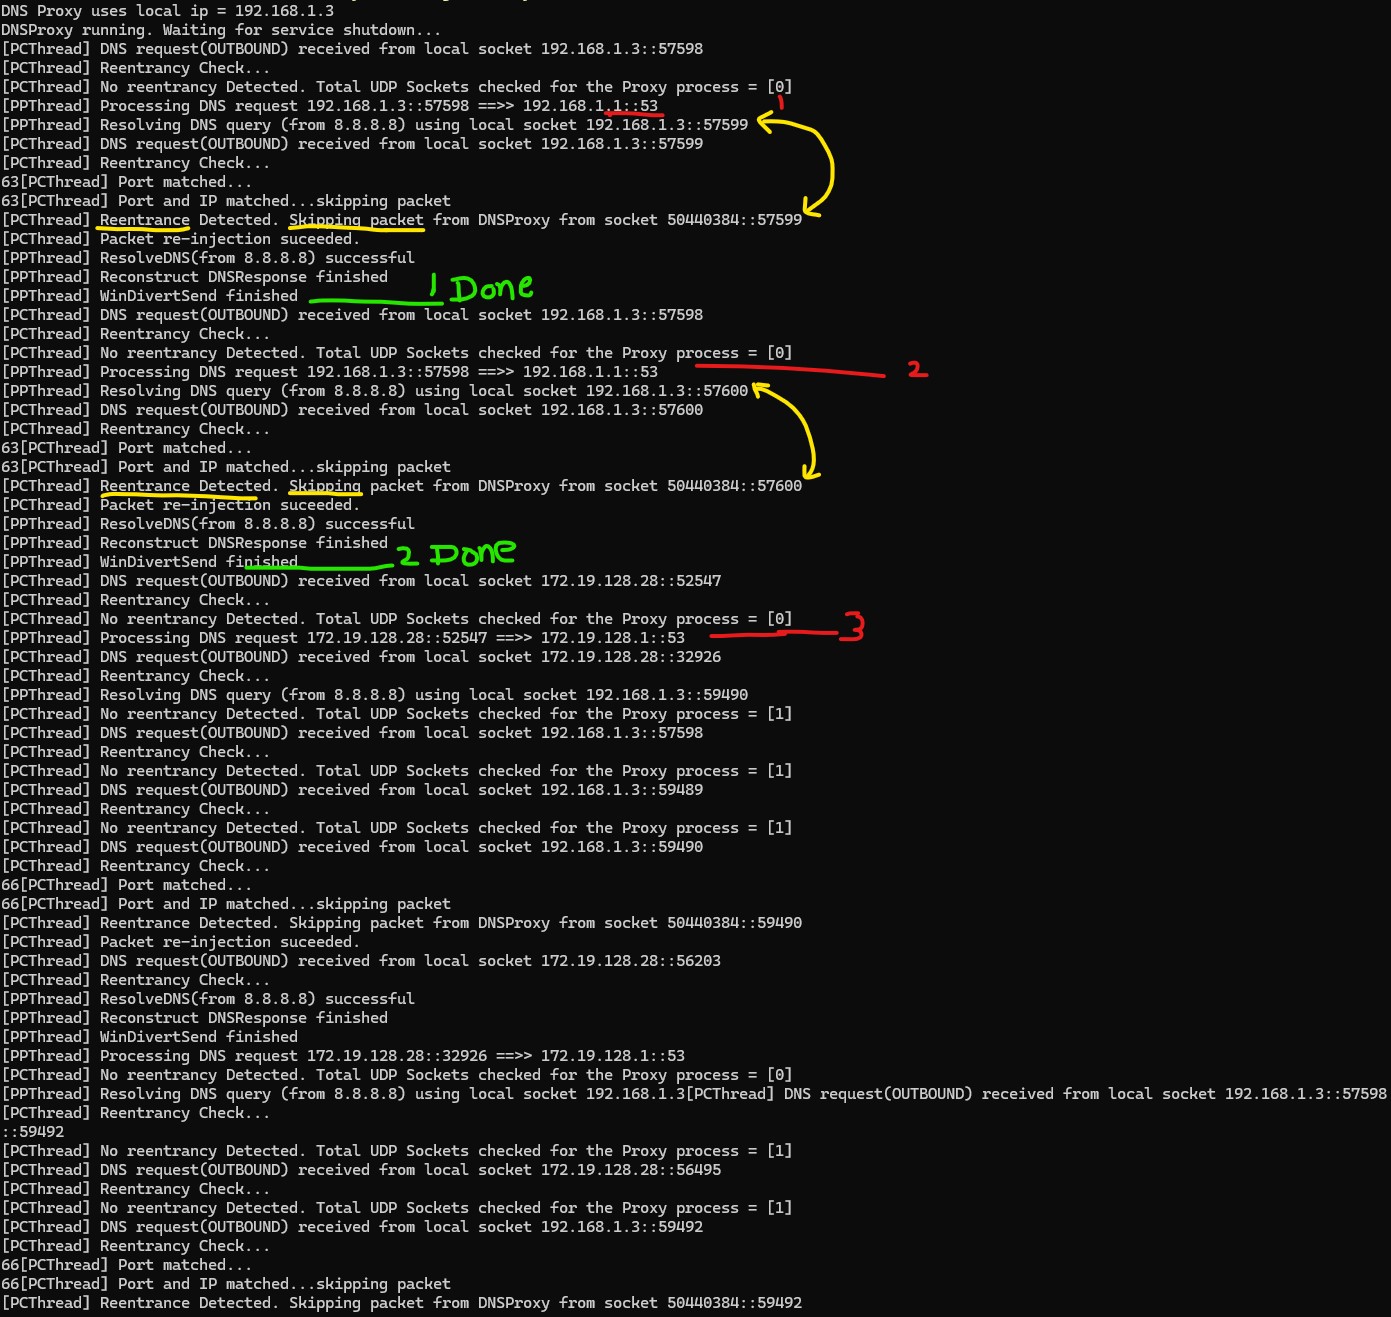 DNS Proxy uses local ip = 192.168.1.3
DNSProxy running. Waiting for service shutdown...
[PCThread] DNS request(OUTBOUND) received from local socket 192.168.1.3::57598
[PCThread] Reentrancy Check...
[PCThread] No reentrancy Detected. Total UDP Sockets checked for the Proxy process = [0]
[PPThread] Processing DNS request 192.168.1.3::57598 ==>> 192.168.1.1::53 1
[PPThread] Resolving DNS query (from 8.8.8.8) using local socket 192.168.1.3::57599
[PCThread] DNS request(OUTBOUND) received from local socket 192.168.1.3::57599
[PCThread] Reentrancy Check...
63[PCThread] Port matched...
63[PCThread] Port and IP matched...skipping packet
[PCThread] Reentrance Detected. Skipping packet from DNSProxy from socket 50440384::57599
[PCThread] Packet re-injection suceeded.
[PPThread] ResolveDNS(from 8.8.8.8) successful
[PPThread] Reconstruct DNSResponse finished
[PPThread] WinDivertSend finished 1 Done
[PCThread] DNS request(OUTBOUND) received from local socket 192.168.1.3::57598
[PCThread] Reentrancy Check...
[PCThread] No reentrancy Detected. Total UDP Sockets checked for the Proxy process = [0]
[PPThread] Processing DNS request 192.168.1.3::57598 ==>> 192.168.1.1::53 2
[PPThread] Resolving DNS query (from 8.8.8.8) using local socket 192.168.1.3::57600
[PCThread] DNS request(OUTBOUND) received from local socket 192.168.1.3::57600
[PCThread] Reentrancy Check...
63[PCThread] Port matched...
63[PCThread] Port and IP matched...skipping packet
[PCThread] Reentrance Detected. Skipping packet from DNSProxy from socket 50440384::57600
[PCThread] Packet re-injection suceeded.
[PPThread] ResolveDNS(from 8.8.8.8) successful
[PPThread] Reconstruct DNSResponse finished
[PPThread] WinDivertSend finished 2 Done
[PCThread] DNS request(OUTBOUND) received from local socket 172.19.128.28::52547
[PCThread] Reentrancy Check...
[PCThread] No reentrancy Detected. Total UDP Sockets checked for the Proxy process = [0]
[PPThread] Processing DNS request 172.19.128.28::52547 ==>> 172.19.128.1::53 3
[PCThread] DNS request(OUTBOUND) received from local socket 172.19.128.28::32926
[PCThread] Reentrancy Check...
[PPThread] Resolving DNS query (from 8.8.8.8) using local socket 192.168.1.3::59490
[PCThread] No reentrancy Detected. Total UDP Sockets checked for the Proxy process = [1]
[PCThread] DNS request(OUTBOUND) received from local socket 192.168.1.3::57598
[PCThread] Reentrancy Check...
[PCThread] No reentrancy Detected. Total UDP Sockets checked for the Proxy process = [1]
[PCThread] DNS request(OUTBOUND) received from local socket 192.168.1.3::59489
[PCThread] Reentrancy Check...
[PCThread] No reentrancy Detected. Total UDP Sockets checked for the Proxy process = [1]
[PCThread] DNS request(OUTBOUND) received from local socket 192.168.1.3::59490
[PCThread] Reentrancy Check...
66[PCThread] Port matched...
66[PCThread] Port and IP matched...skipping packet
[PCThread] Reentrance Detected. Skipping packet from DNSProxy from socket 50440384::59490
[PCThread] Packet re-injection suceeded.
[PCThread] DNS request(OUTBOUND) received from local socket 172.19.128.28::56203
[PCThread] Reentrancy Check...
[PPThread] ResolveDNS(from 8.8.8.8) successful
[PPThread] Reconstruct DNSResponse finished
[PPThread] WinDivertSend finished
[PPThread] Processing DNS request 172.19.128.28::32926 ==>> 172.19.128.1::53
[PCThread] No reentrancy Detected. Total UDP Sockets checked for the Proxy process = [0]
[PPThread] Resolving DNS query (from 8.8.8.8) using local socket 192.168.1.3[PCThread] DNS request(OUTBOUND) received from local socket 192.168.1.3::57598
[PCThread] Reentrancy Check...
::59492
[PCThread] No reentrancy Detected. Total UDP Sockets checked for the Proxy process = [1]
[PCThread] DNS request(OUTBOUND) received from local socket 172.19.128.28::56495
[PCThread] Reentrancy Check...
[PCThread] No reentrancy Detected. Total UDP Sockets checked for the Proxy process = [1]
[PCThread] DNS request(OUTBOUND) received from local socket 192.168.1.3::59492
[PCThread] Reentrancy Check...
66[PCThread] Port matched...
66[PCThread] Port and IP matched...skipping packet
[PCThread] Reentrance Detected. Skipping packet from DNSProxy from socket 50440384::59492